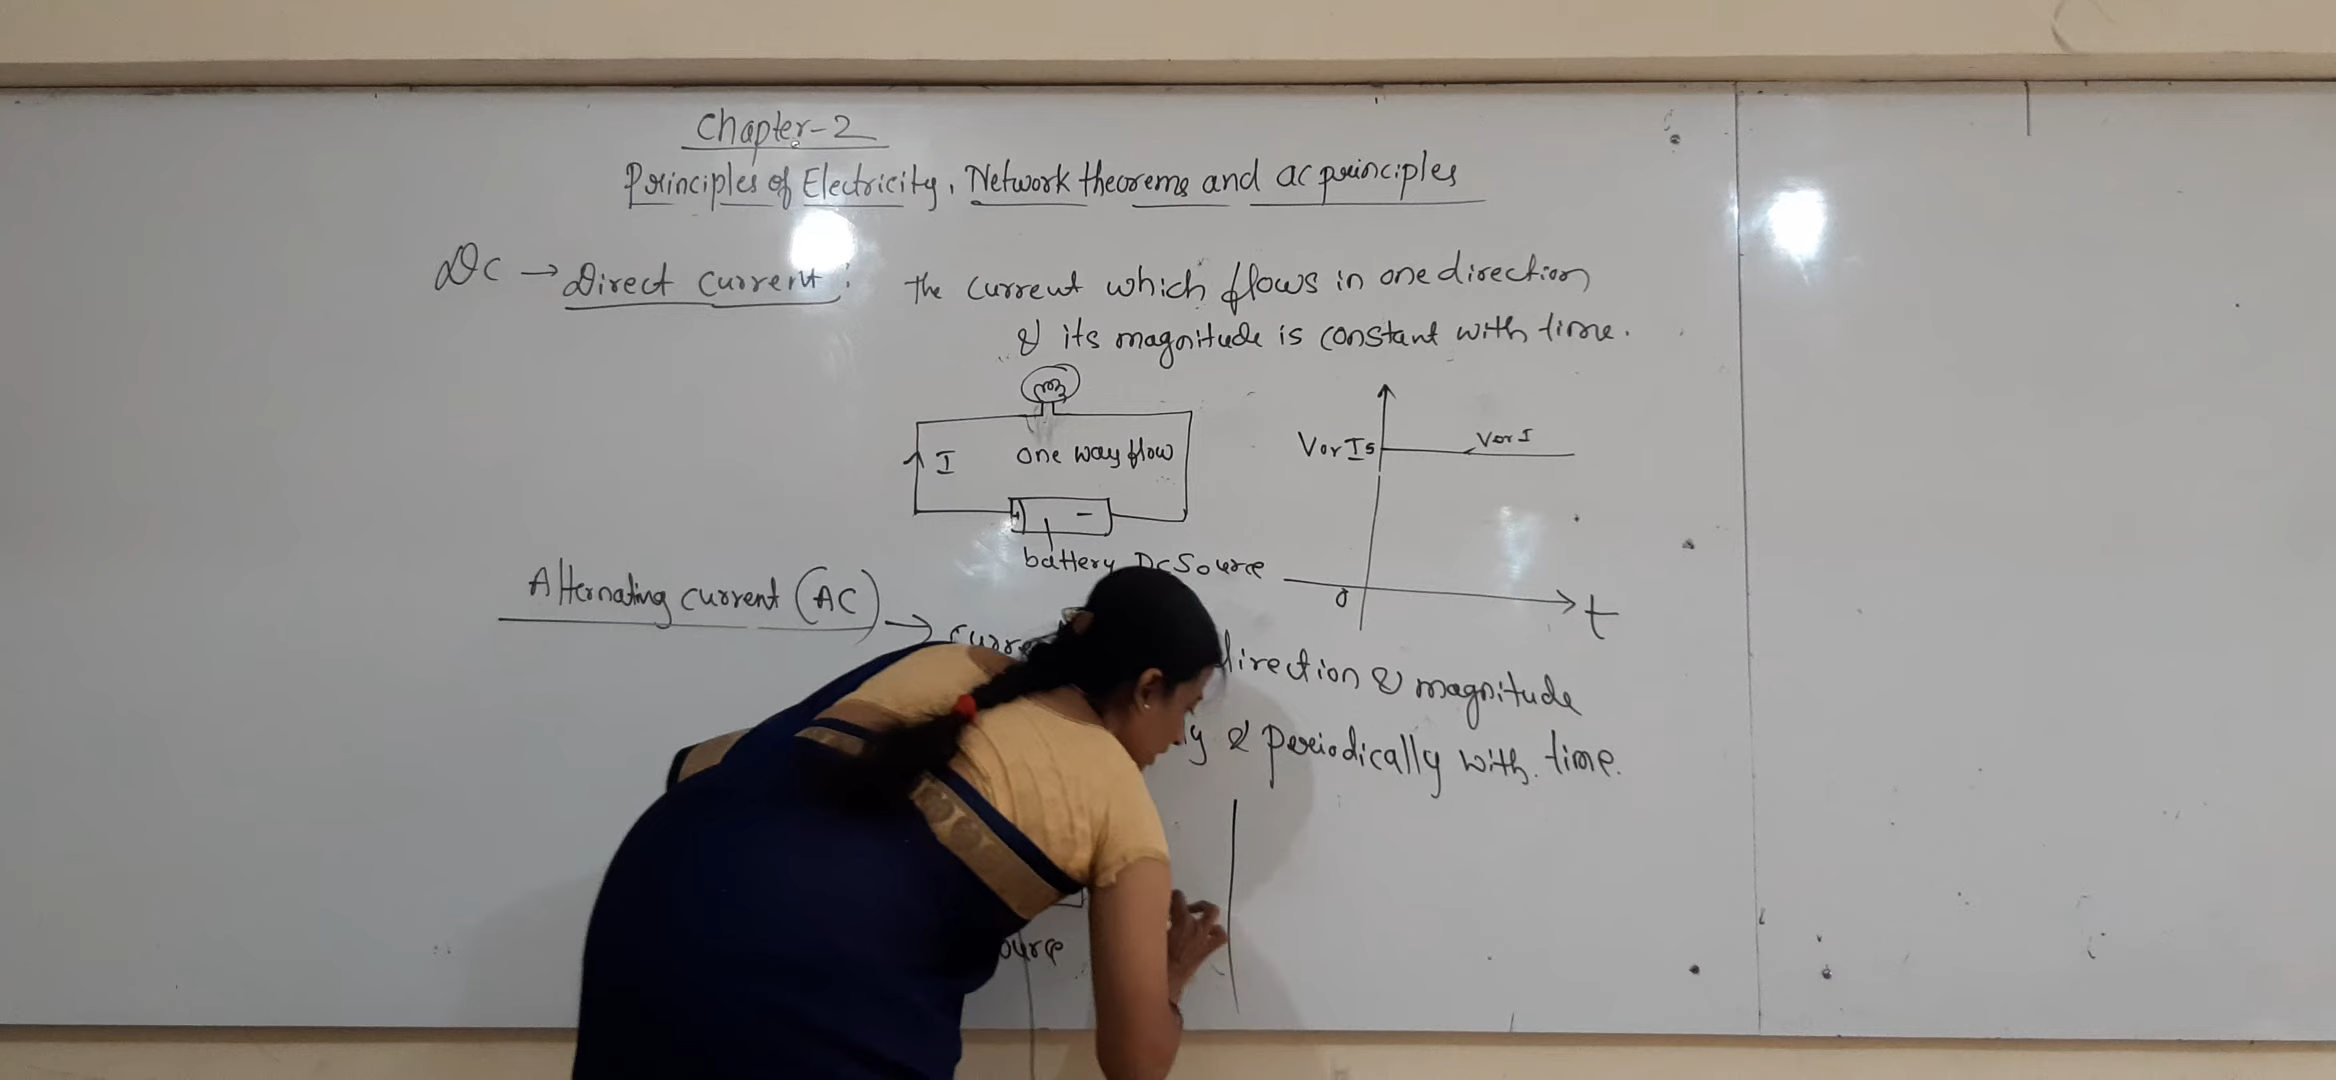 Chapter-2
Principles of Electricity, Network theorems and ac principles
DC → Direct Current: the current which flows in one direction
& its magnitude is constant with time.
I one way flow
+ -
battery DC Source
V or I
V or I
0
t
Alternating current (AC) → direction & magnitude
& periodically with time.